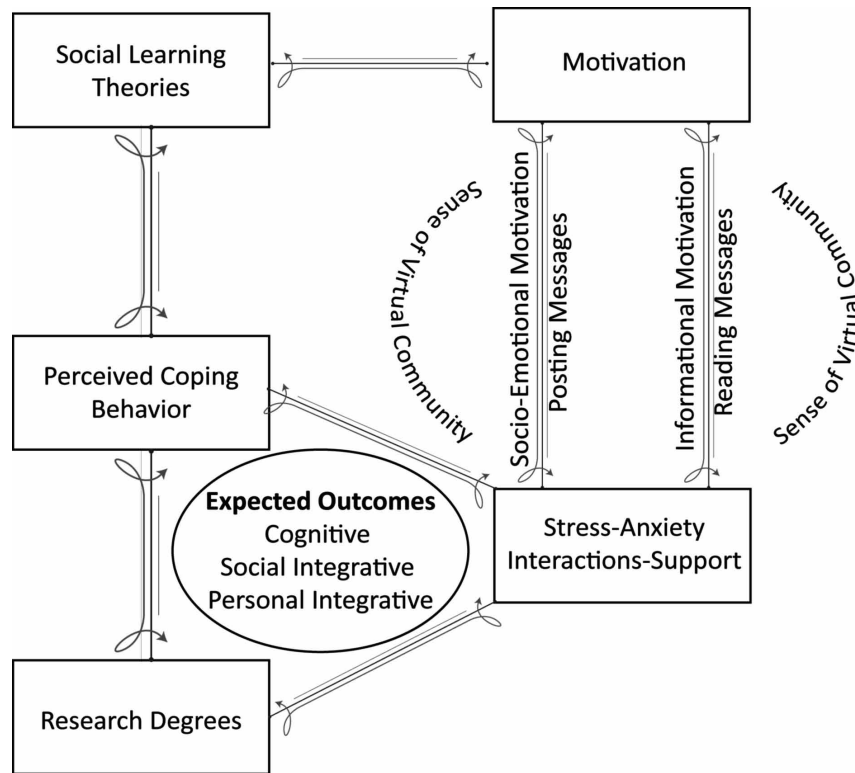 Social Learning
Theories
Motivation
Sense of Virtual Community
Socio-Emotional Motivation
Posting Messages
Informational Motivation
Reading Messages
Sense of Virtual Community
Perceived Coping
Behavior
Expected Outcomes
Cognitive
Social Integrative
Personal Integrative
Stress-Anxiety
Interactions-Support
Research Degrees